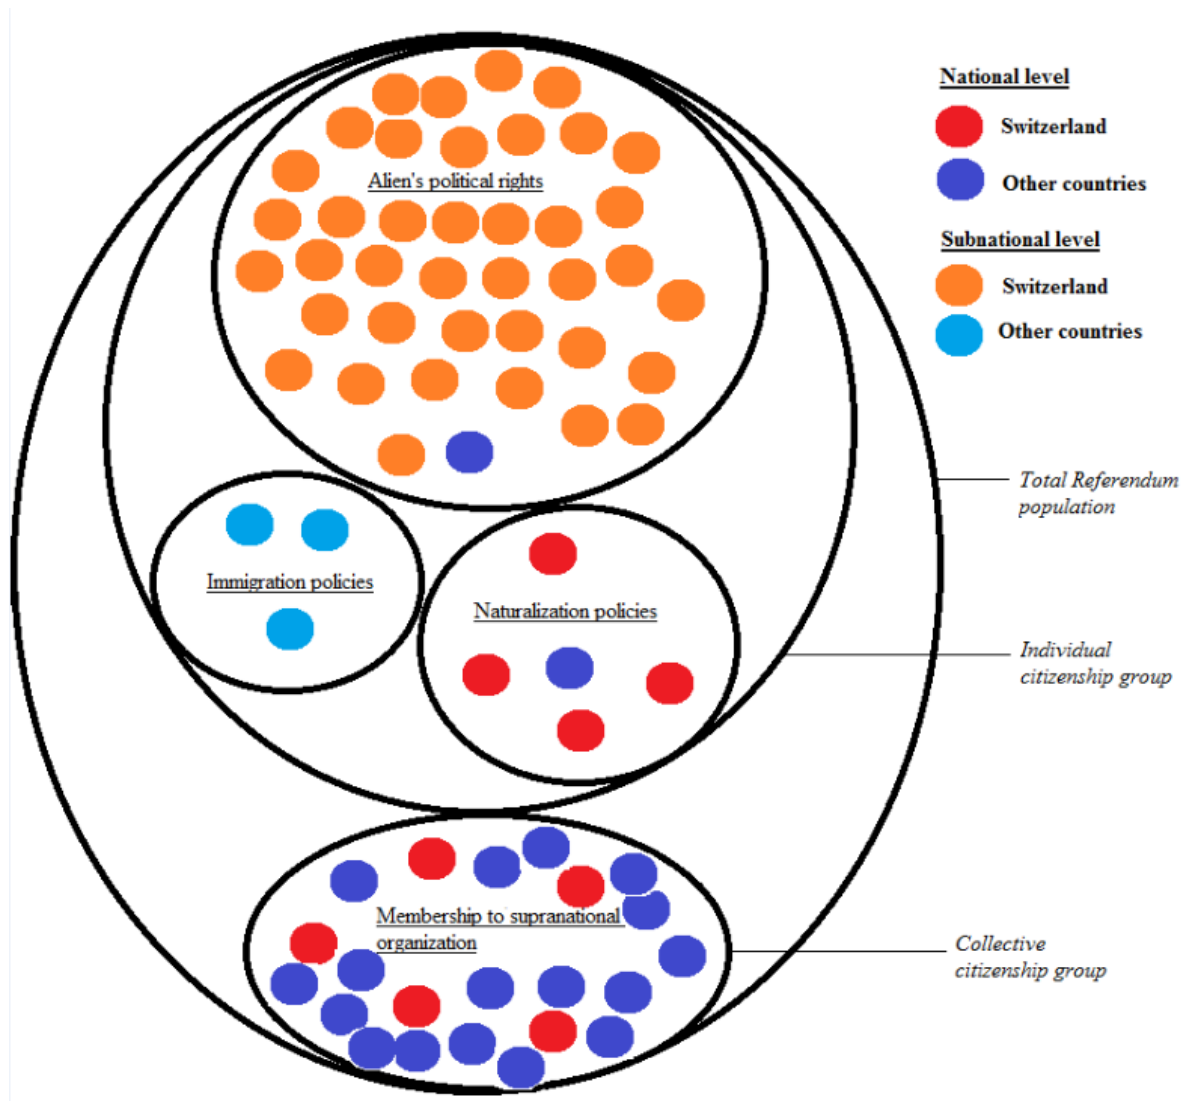 National level
Switzerland
Other countries
Subnational level
Switzerland
Other countries
Alien's political rights
Immigration policies
Naturalization policies
Membership to supranational
organization
Total Referendum
population
Individual
citizenship group
Collective
citizenship group